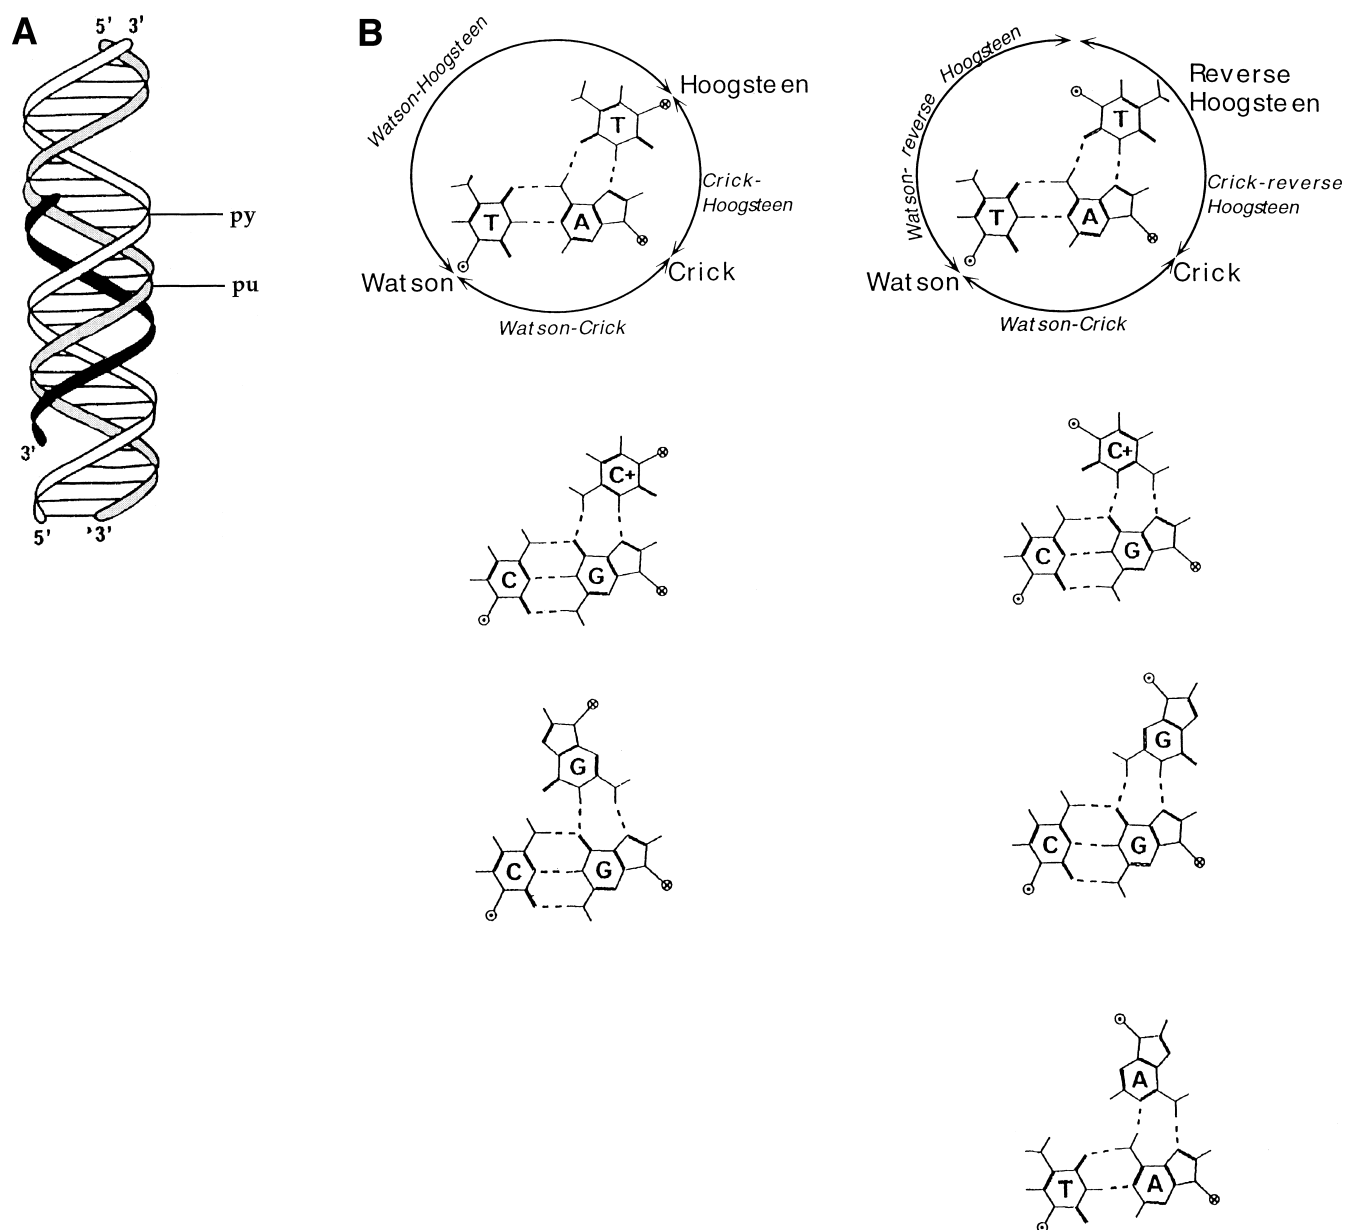 A
5' 3'
py
pu
3'
5' 3'
B
Watson-Hoogsteen
Hoogsteen
T
Crick-
Hoogsteen
T
A
Watson
Crick
Watson-Crick
Watson- reverse Hoogsteen
Reverse
Hoogsteen
T
Crick-reverse
Hoogsteen
T
A
Watson
Crick
Watson-Crick
C+
C
G
C+
C
G
G
C
G
G
C
G
A
T
A